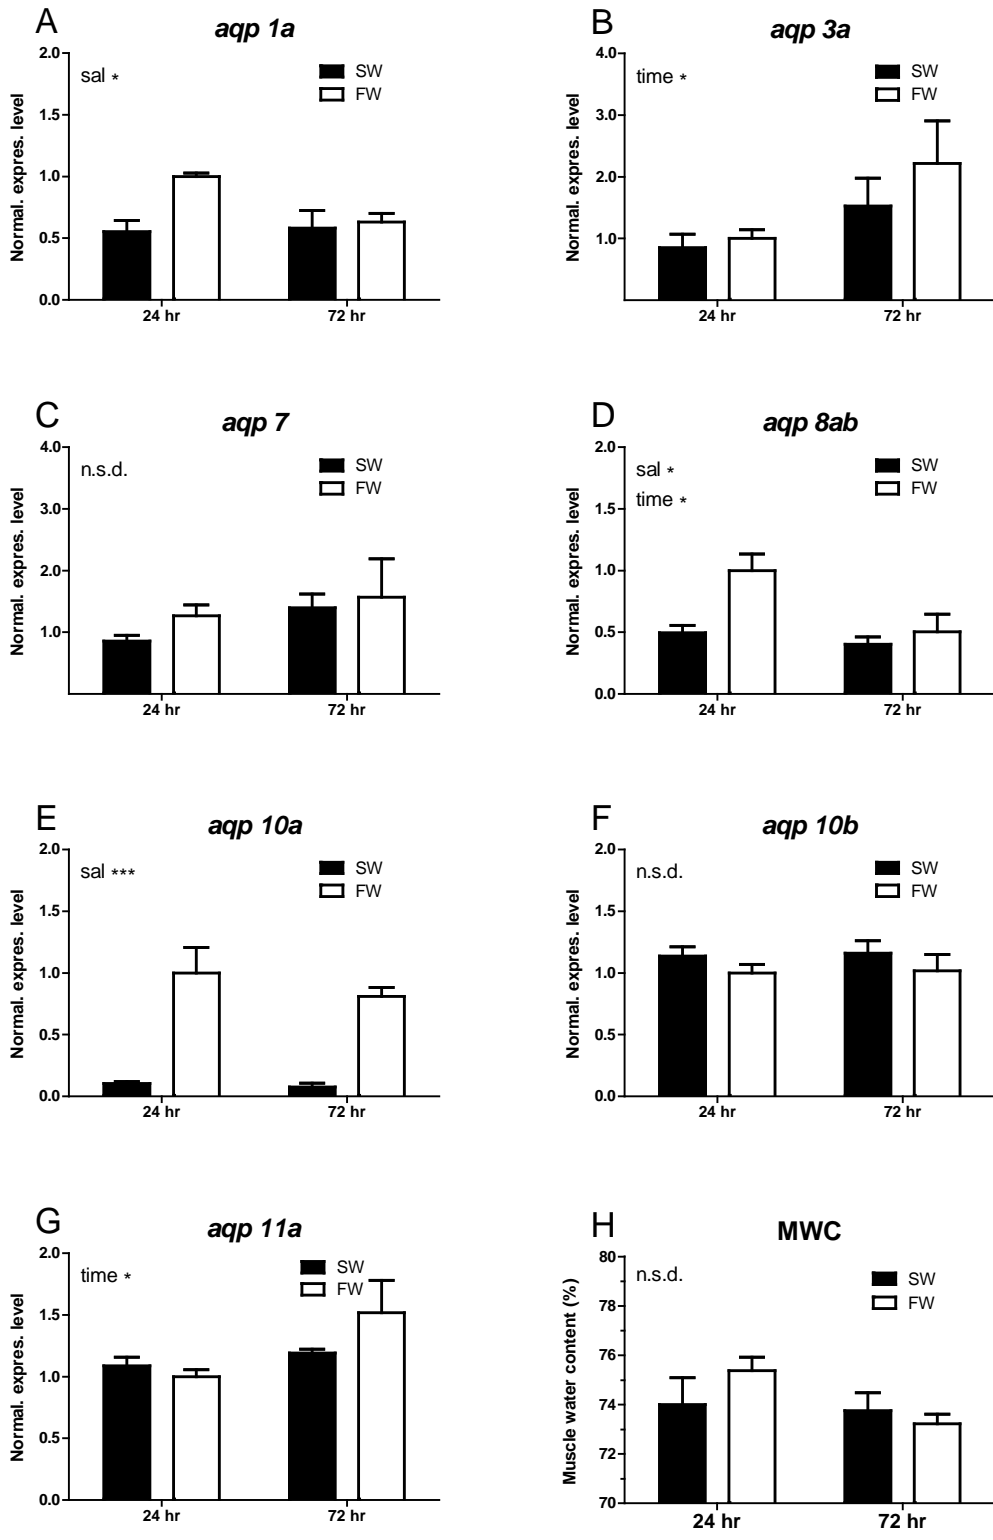 A
aqp 1a
sal *
SW
FW
Normal. expres. level
2.0
1.5
1.0
0.5
0.0
24 hr
72 hr
B
aqp 3a
time *
SW
FW
Normal. expres. level
4.0
3.0
2.0
1.0
24 hr
72 hr
C
aqp 7
n.s.d.
SW
FW
Normal. expres. level
4.0
3.0
2.0
1.0
24 hr
72 hr
D
aqp 8ab
sal *
time *
SW
FW
Normal. expres. level
2.0
1.5
1.0
0.5
0.0
24 hr
72 hr
E
aqp 10a
sal ***
SW
FW
Normal. expres. level
2.0
1.5
1.0
0.5
0.0
24 hr
72 hr
F
aqp 10b
n.s.d.
SW
FW
Normal. expres. level
2.0
1.5
1.0
0.5
0.0
24 hr
72 hr
G
aqp 11a
time *
SW
FW
Normal. expres. level
2.0
1.5
1.0
0.5
0.0
24 hr
72 hr
H
MWC
n.s.d.
SW
FW
Muscle water content (%)
80
78
76
74
72
70
24 hr
72 hr